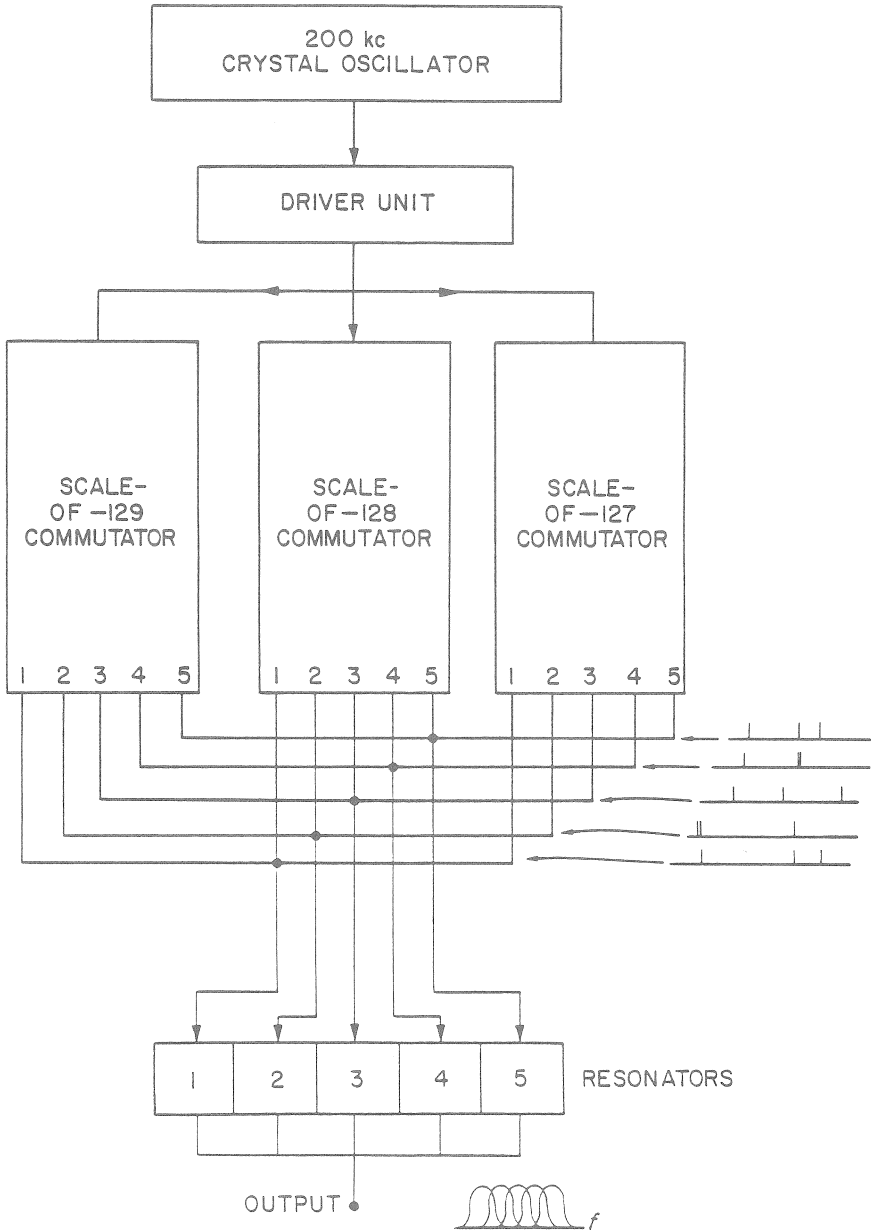 200 kc
CRYSTAL OSCILLATOR
DRIVER UNIT
SCALE-
OF -129
COMMUTATOR
1 2 3 4 5
SCALE-
OF -128
COMMUTATOR
1 2 3 4 5
SCALE-
OF -127
COMMUTATOR
1 2 3 4 5
1 2 3 4 5 RESONATORS
OUTPUT
f